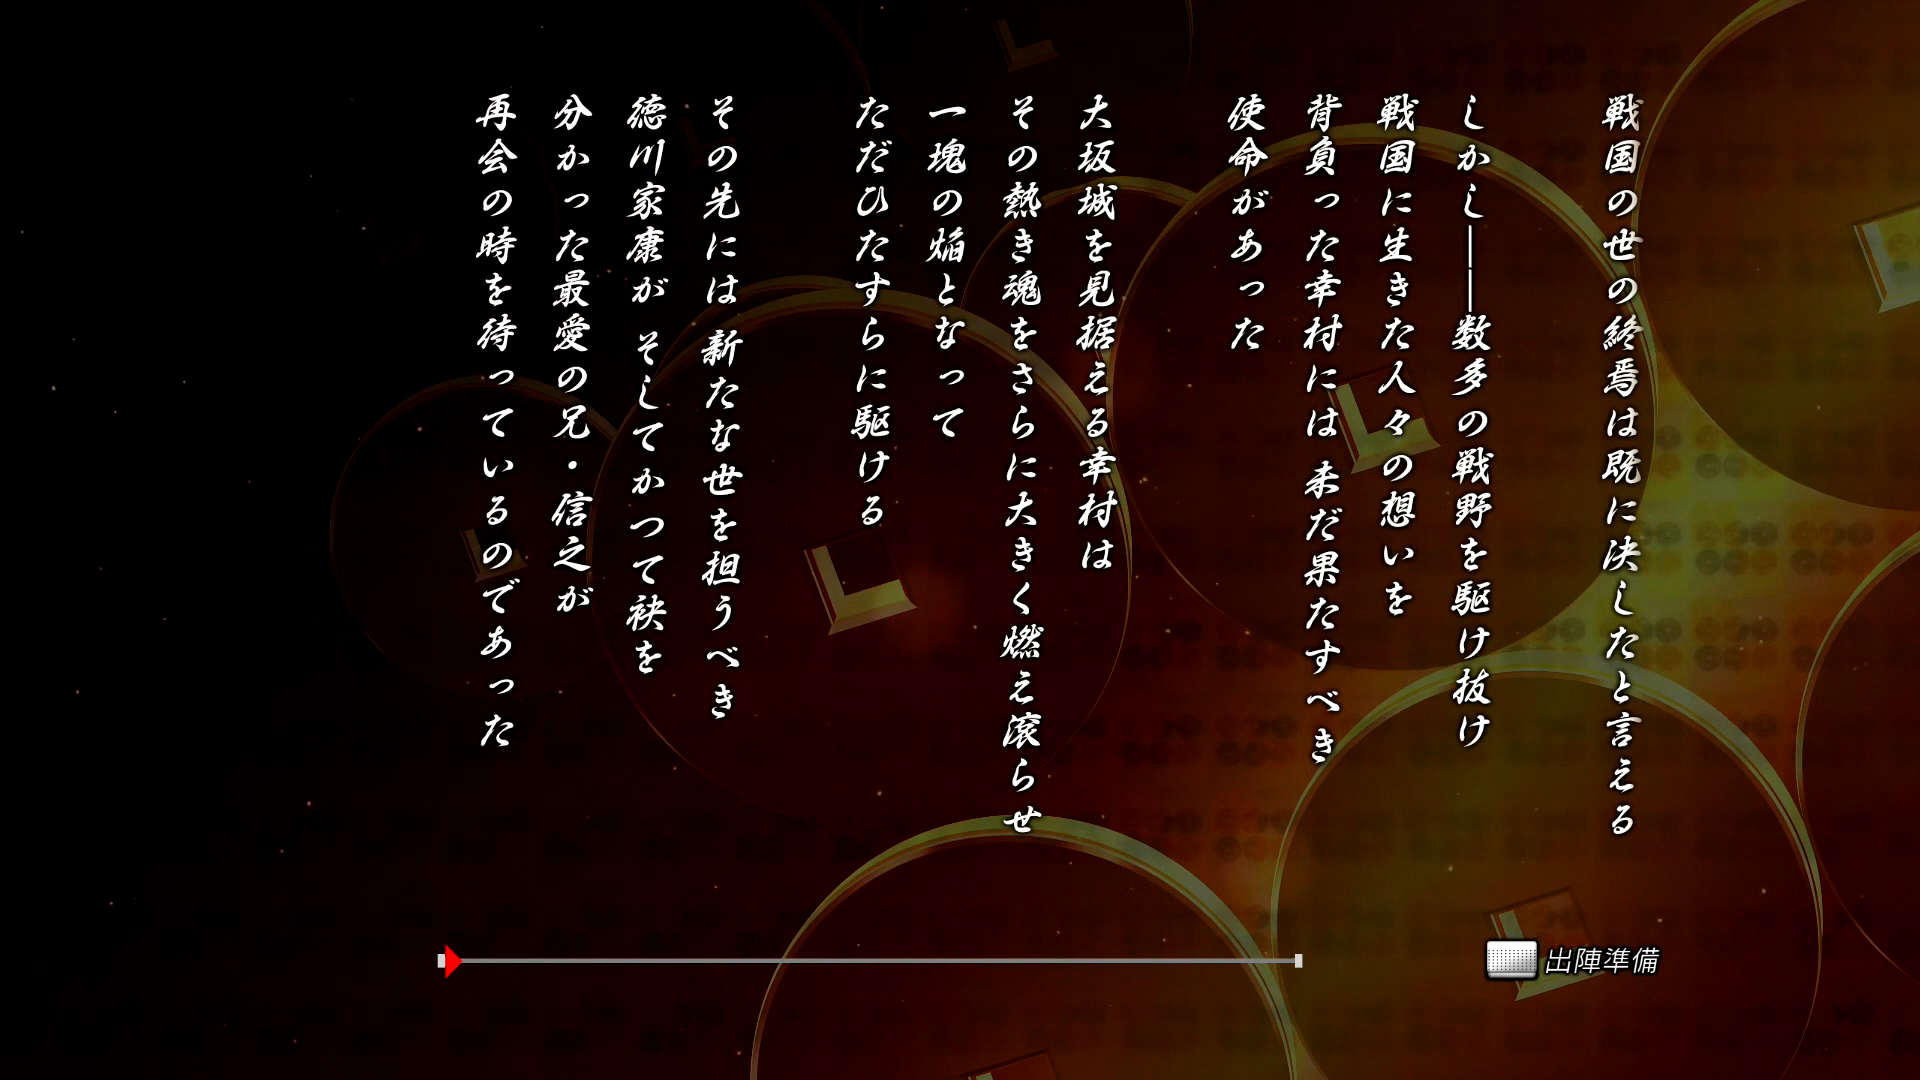 戦国の世の終焉は既に決したと言える
しかし――数多の戦野を駆け抜け
戦国に生きた人々の想いを
背負った幸村には 未だ果たすべき
使命があった
大坂城を見据える幸村は
その熱き魂をさらに大きく燃え滾らせ
一塊の焔となって
ただひたすらに駆ける
その先には 新たな世を担うべき
徳川家康が そしてかつて袂を
分かった最愛の兄・信之が
再会の時を待っているのであった
出陣準備